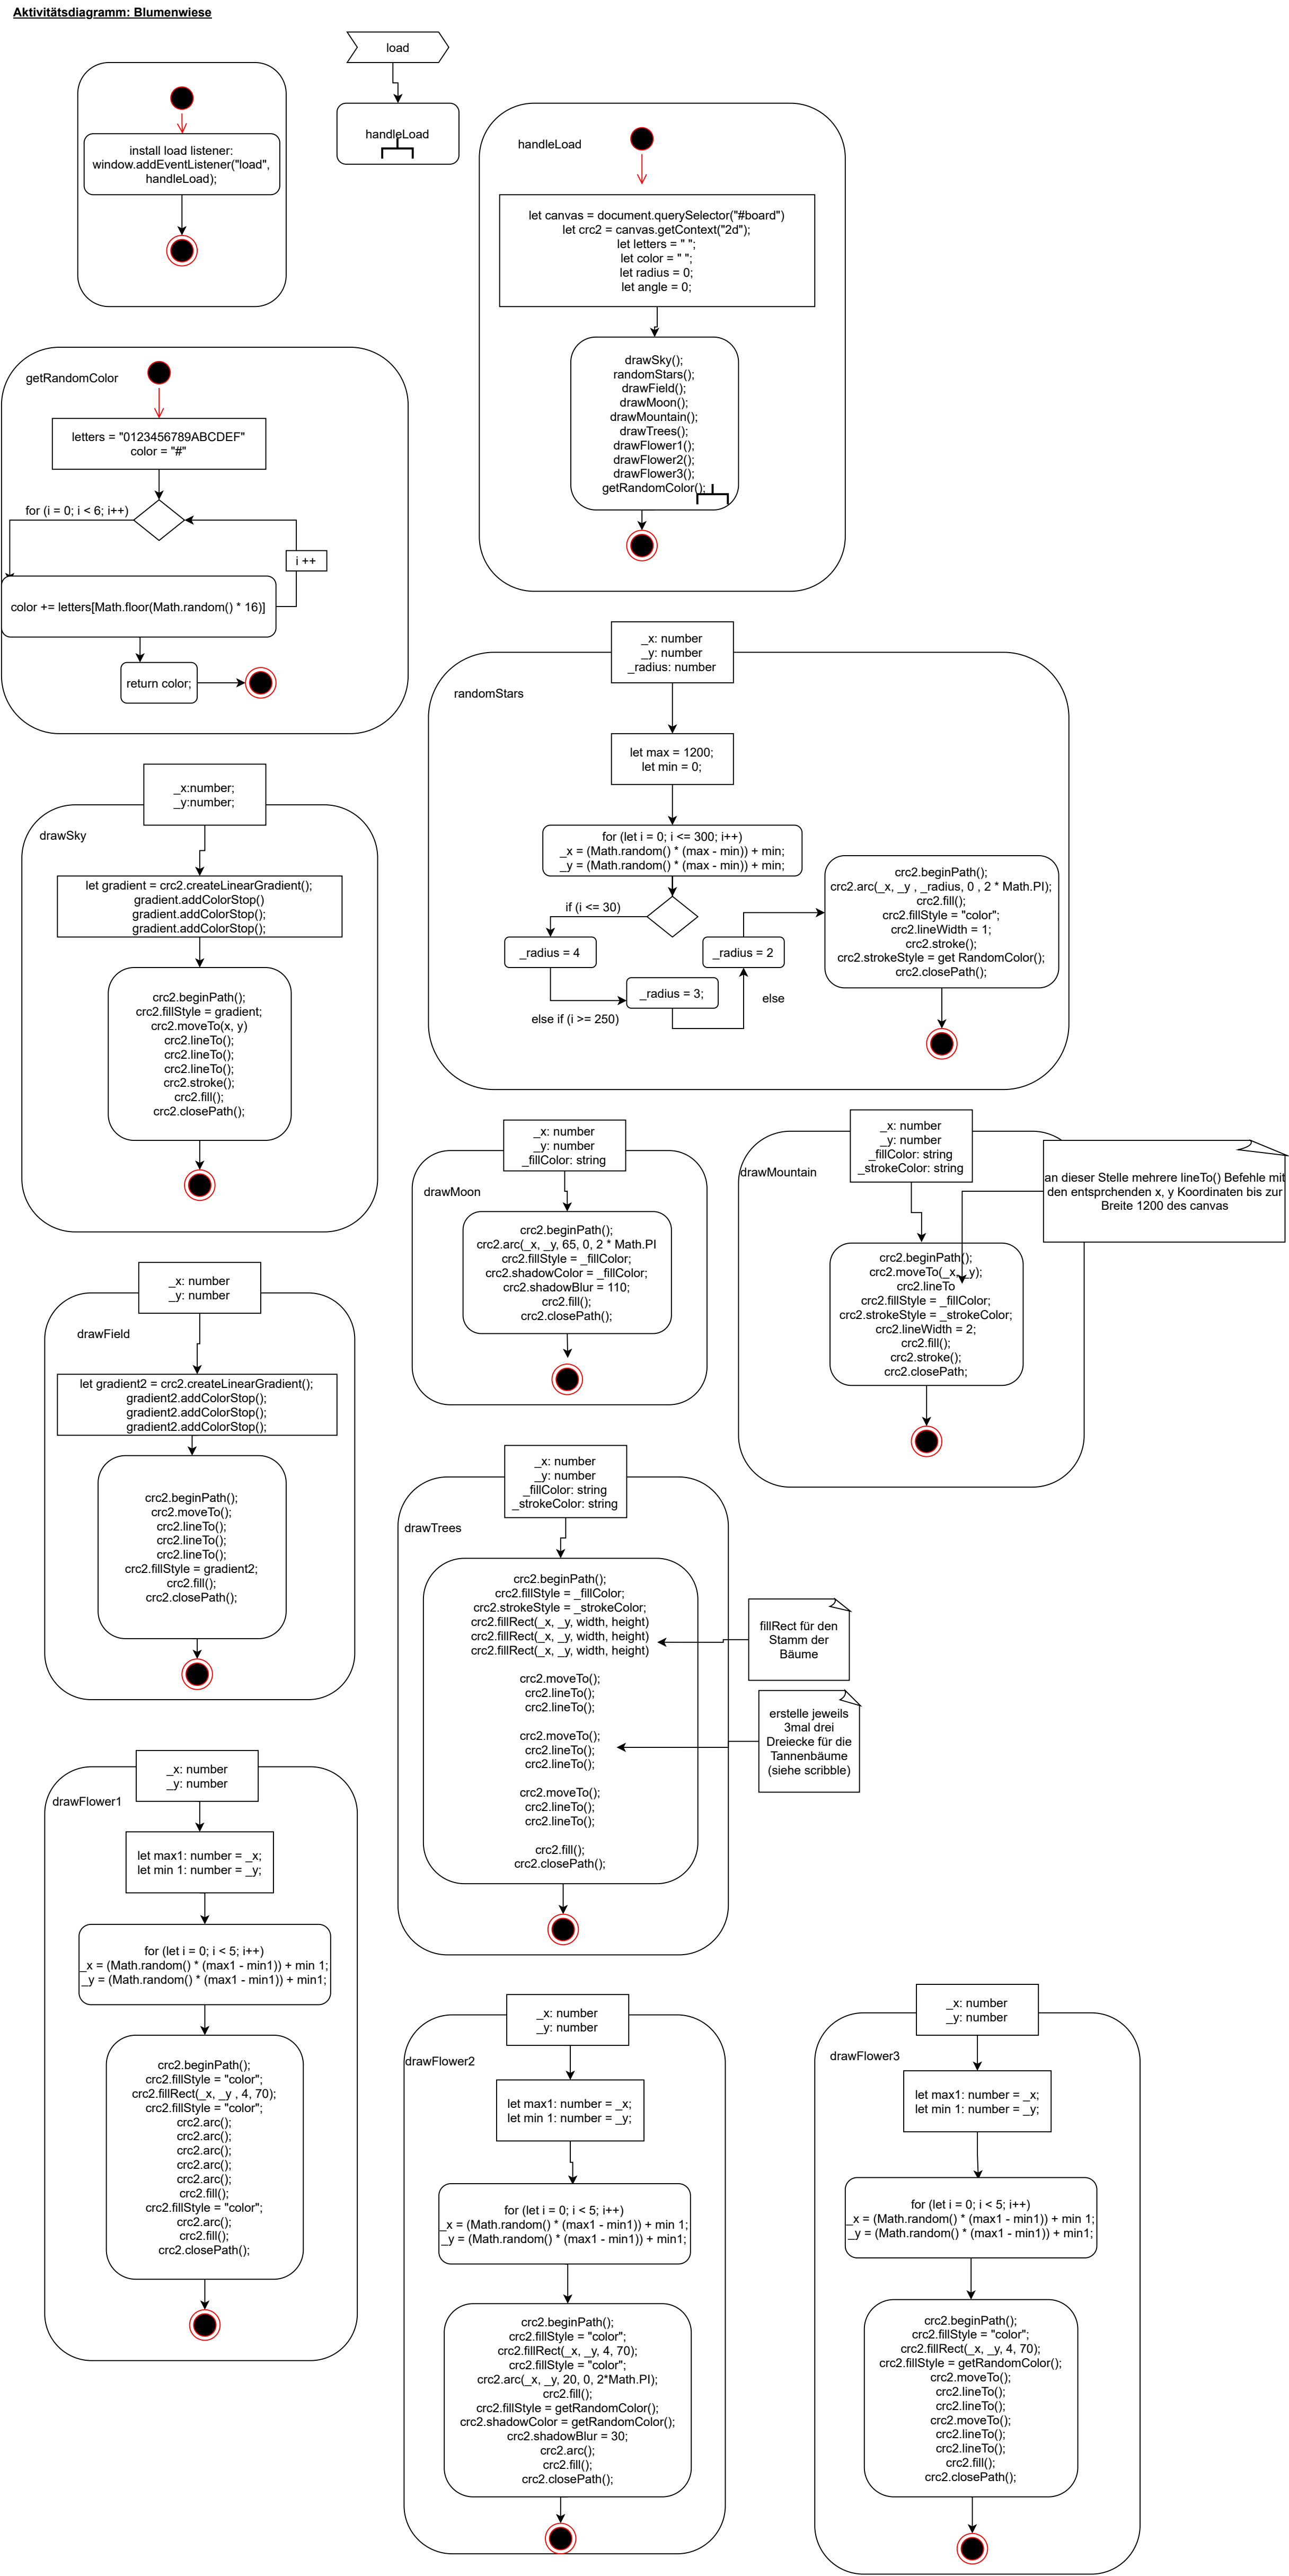 Aktivitätsdiagramm: Blumenwiese
load
handleLoad
install load listener:
window.addEventListener("load",
handleLoad);
handleLoad
let canvas = document.querySelector("#board")
let crc2 = canvas.getContext("2d");
let letters = " ";
let color = " ";
let radius = 0;
let angle = 0;
drawSky();
randomStars();
drawField();
drawMoon();
drawMountain();
drawTrees();
drawFlower1();
drawFlower2();
drawFlower3();
getRandomColor();
getRandomColor
letters = "0123456789ABCDEF"
color = "#"
for (i = 0; i < 6; i++)
i ++
color += letters[Math.floor(Math.random() * 16)]
return color;
randomStars
_x: number
_y: number
_radius: number
let max = 1200;
let min = 0;
for (let i = 0; i <= 300; i++)
_x = (Math.random() * (max - min)) + min;
_y = (Math.random() * (max - min)) + min;
if (i <= 30)
_radius = 4
_radius = 3;
else if (i >= 250)
_radius = 2
else
crc2.beginPath();
crc2.arc(_x, _y , _radius, 0 , 2 * Math.PI);
crc2.fill();
crc2.fillStyle = "color";
crc2.lineWidth = 1;
crc2.stroke();
crc2.strokeStyle = get RandomColor();
crc2.closePath();
drawSky
_x:number;
_y:number;
let gradient = crc2.createLinearGradient();
gradient.addColorStop()
gradient.addColorStop();
gradient.addColorStop();
crc2.beginPath();
crc2.fillStyle = gradient;
crc2.moveTo(x, y)
crc2.lineTo();
crc2.lineTo();
crc2.lineTo();
crc2.stroke();
crc2.fill();
crc2.closePath();
drawMoon
_x: number
_y: number
_fillColor: string
crc2.beginPath();
crc2.arc(_x, _y, 65, 0, 2 * Math.PI
crc2.fillStyle = _fillColor;
crc2.shadowColor = _fillColor;
crc2.shadowBlur = 110;
crc2.fill();
crc2.closePath();
drawMountain
_x: number
_y: number
_fillColor: string
_strokeColor: string
an dieser Stelle mehrere lineTo() Befehle mit
den entsprchenden x, y Koordinaten bis zur
Breite 1200 des canvas
crc2.beginPath();
crc2.moveTo(_x, _y);
crc2.lineTo
crc2.fillStyle = _fillColor;
crc2.strokeStyle = _strokeColor;
crc2.lineWidth = 2;
crc2.fill();
crc2.stroke();
crc2.closePath;
drawField
_x: number
_y: number
let gradient2 = crc2.createLinearGradient();
gradient2.addColorStop();
gradient2.addColorStop();
gradient2.addColorStop();
crc2.beginPath();
crc2.moveTo();
crc2.lineTo();
crc2.lineTo();
crc2.lineTo();
crc2.fillStyle = gradient2;
crc2.fill();
crc2.closePath();
drawTrees
_x: number
_y: number
_fillColor: string
_strokeColor: string
crc2.beginPath();
crc2.fillStyle = _fillColor;
crc2.strokeStyle = _strokeColor;
crc2.fillRect(_x, _y, width, height)
crc2.fillRect(_x, _y, width, height)
crc2.fillRect(_x, _y, width, height)
crc2.moveTo();
crc2.lineTo();
crc2.lineTo();
crc2.moveTo();
crc2.lineTo();
crc2.lineTo();
crc2.moveTo();
crc2.lineTo();
crc2.lineTo();
crc2.fill();
crc2.closePath();
fillRect für den
Stamm der
Bäume
erstelle jeweils
3mal drei
Dreiecke für die
Tannenbäume
(siehe scribble)
drawFlower1
_x: number
_y: number
let max1: number = _x;
let min 1: number = _y;
for (let i = 0; i < 5; i++)
_x = (Math.random() * (max1 - min1)) + min 1;
_y = (Math.random() * (max1 - min1)) + min1;
crc2.beginPath();
crc2.fillStyle = "color";
crc2.fillRect(_x, _y , 4, 70);
crc2.fillStyle = "color";
crc2.arc();
crc2.arc();
crc2.arc();
crc2.arc();
crc2.arc();
crc2.fill();
crc2.fillStyle = "color";
crc2.arc();
crc2.fill();
crc2.closePath();
drawFlower2
_x: number
_y: number
let max1: number = _x;
let min 1: number = _y;
for (let i = 0; i < 5; i++)
_x = (Math.random() * (max1 - min1)) + min 1;
_y = (Math.random() * (max1 - min1)) + min1;
crc2.beginPath();
crc2.fillStyle = "color";
crc2.fillRect(_x, _y, 4, 70);
crc2.fillStyle = "color";
crc2.arc(_x, _y, 20, 0, 2*Math.PI);
crc2.fill();
crc2.fillStyle = getRandomColor();
crc2.shadowColor = getRandomColor();
crc2.shadowBlur = 30;
crc2.arc();
crc2.fill();
crc2.closePath();
drawFlower3
_x: number
_y: number
let max1: number = _x;
let min 1: number = _y;
for (let i = 0; i < 5; i++)
_x = (Math.random() * (max1 - min1)) + min 1;
_y = (Math.random() * (max1 - min1)) + min1;
crc2.beginPath();
crc2.fillStyle = "color";
crc2.fillRect(_x, _y, 4, 70);
crc2.fillStyle = getRandomColor();
crc2.moveTo();
crc2.lineTo();
crc2.lineTo();
crc2.moveTo();
crc2.lineTo();
crc2.lineTo();
crc2.fill();
crc2.closePath();